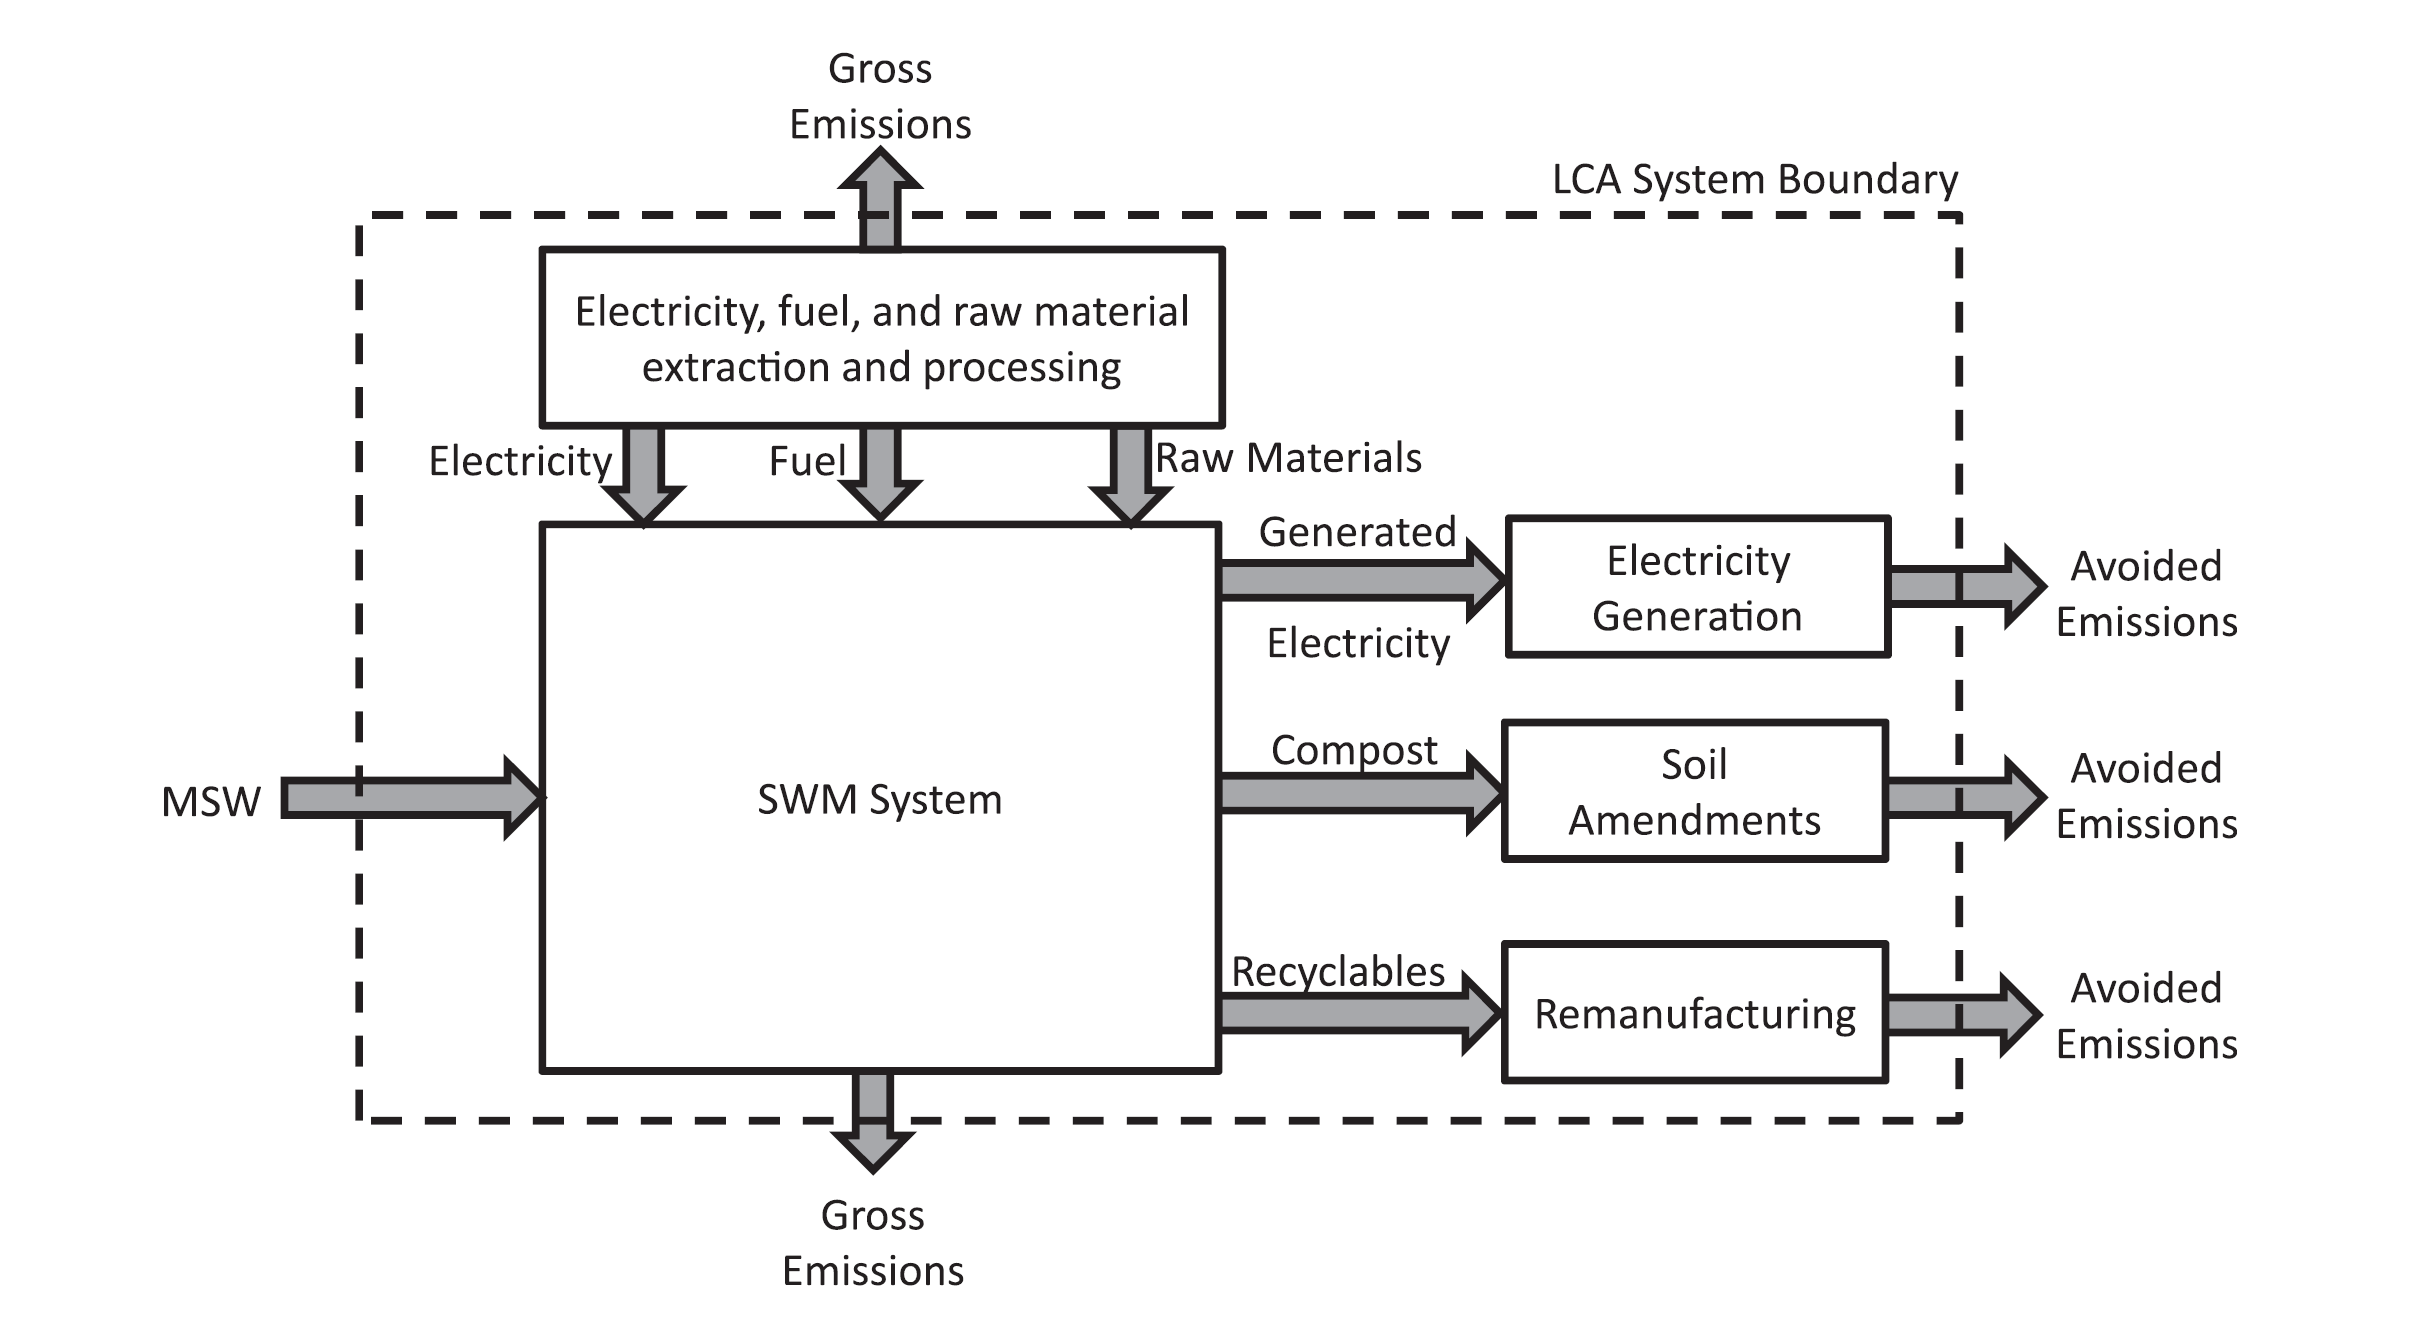 Gross
Emissions
LCA System Boundary
Electricity, fuel, and raw material
extraction and processing
Electricity
Fuel
Raw Materials
Generated
Electricity
Electricity
Generation
Avoided
Emissions
MSW
SWM System
Compost
Soil
Amendments
Avoided
Emissions
Recyclables
Remanufacturing
Avoided
Emissions
Gross
Emissions